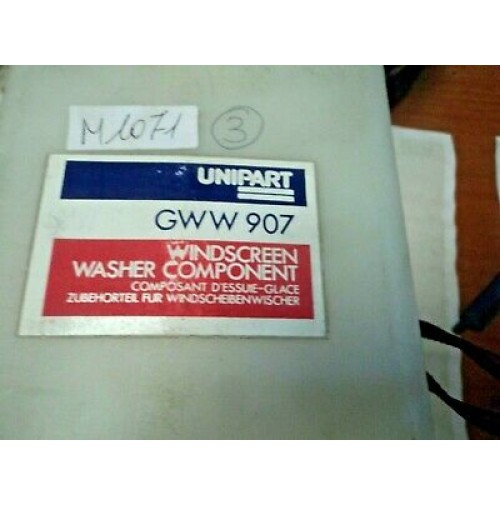 M1071
3
UNIPART
GWW 907
WINDSCREEN
WASHER COMPONENT
COMPOSANT D'ESSUIE-GLACE
ZUBEHORTEIL FUR WINDSCHEIBENWISCHER